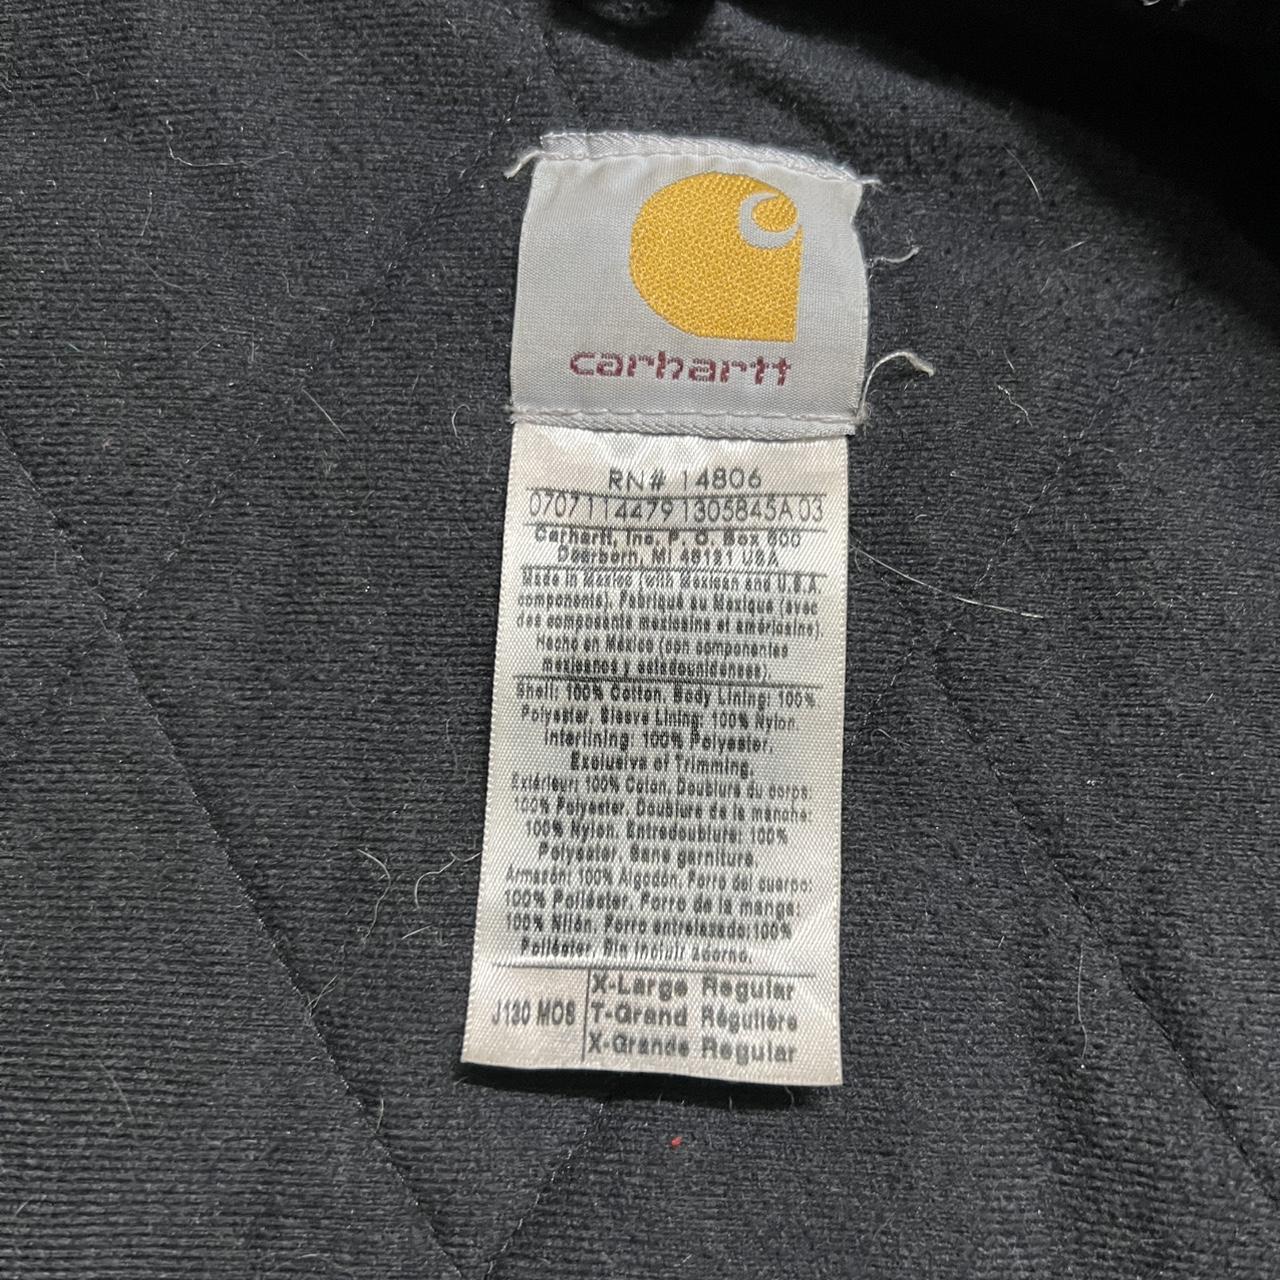 carhartt
RN# 14806
0707114479 1305845A 03
Carhartt, Inc. P. O. Box 600
Dearborn, MI 48121 USA
Made in Mexico (with Mexican and U.S.A
components). Fabriqué au Mexique (avec
des composants mexicains et américains).
Hecho en México (con componentes
mexicanos y estadounidenses).
Shell: 100% Cotton, Body Lining: 100%
Polyester, Sleeve Lining: 100% Nylon.
Interlining: 100% Polyester.
Exclusive of Trimming.
Extérieur: 100% Coton, Doublure du corps
100% Polyester, Doublure de la manche:
100% Nylon, Entredoublure: 100%
Polyester, Sans garniture.
Armazón: 100% Algodón, Forro del cuerpo:
100% Poliéster, Forro de la manga:
100% Nilón, Forro entrelazado:100%
Poliéster, Sin incluir adorno.
J130 MOS
X-Large Regular
T-Grand Régulière
X-Grande Regular